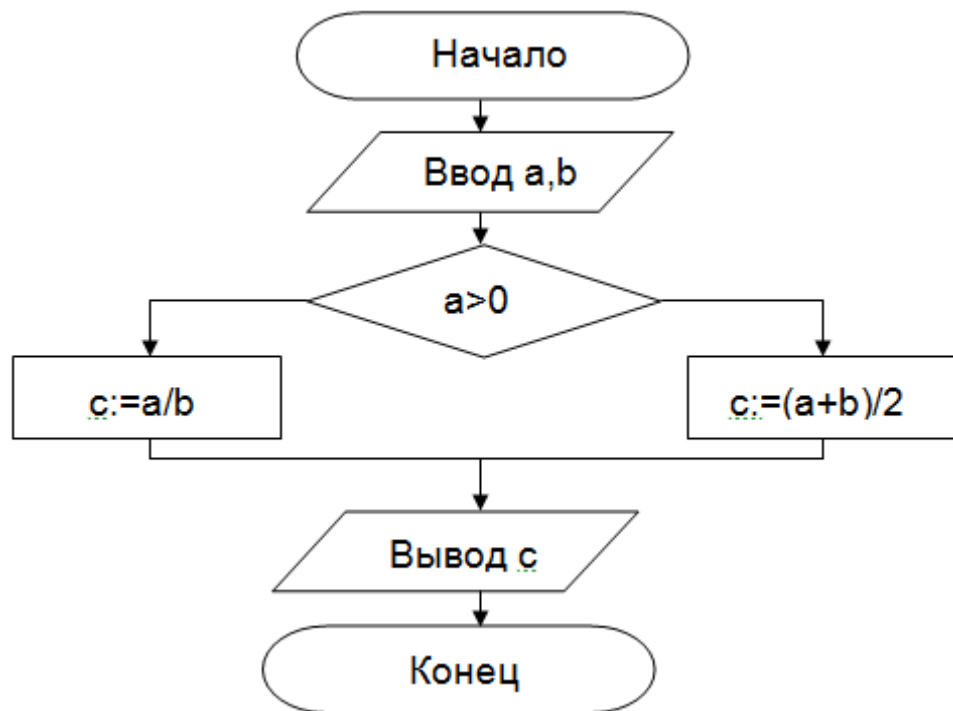 Начало
Ввод a,b
a>0
c:=a/b
c:=(a+b)/2
Вывод c
Конец